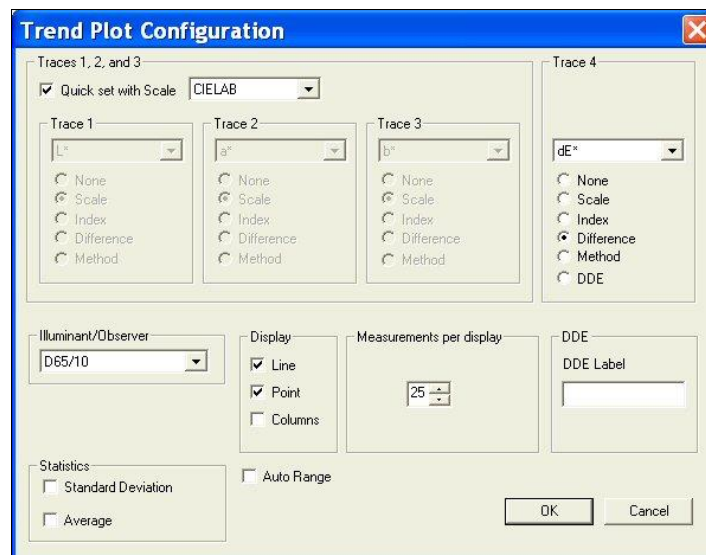 Trend Plot Configuration
Traces 1, 2, and 3
Quick set with Scale CIELAB
Trace 1
L*
None
Scale
Index
Difference
Method
Trace 2
a*
None
Scale
Index
Difference
Method
Trace 3
b*
None
Scale
Index
Difference
Method
Trace 4
dE*
None
Scale
Index
Difference
Method
DDE
Illuminant/Observer
D65/10
Display
Line
Point
Columns
Measurements per display
25
DDE
DDE Label
Statistics
Standard Deviation
Average
Auto Range
OK
Cancel